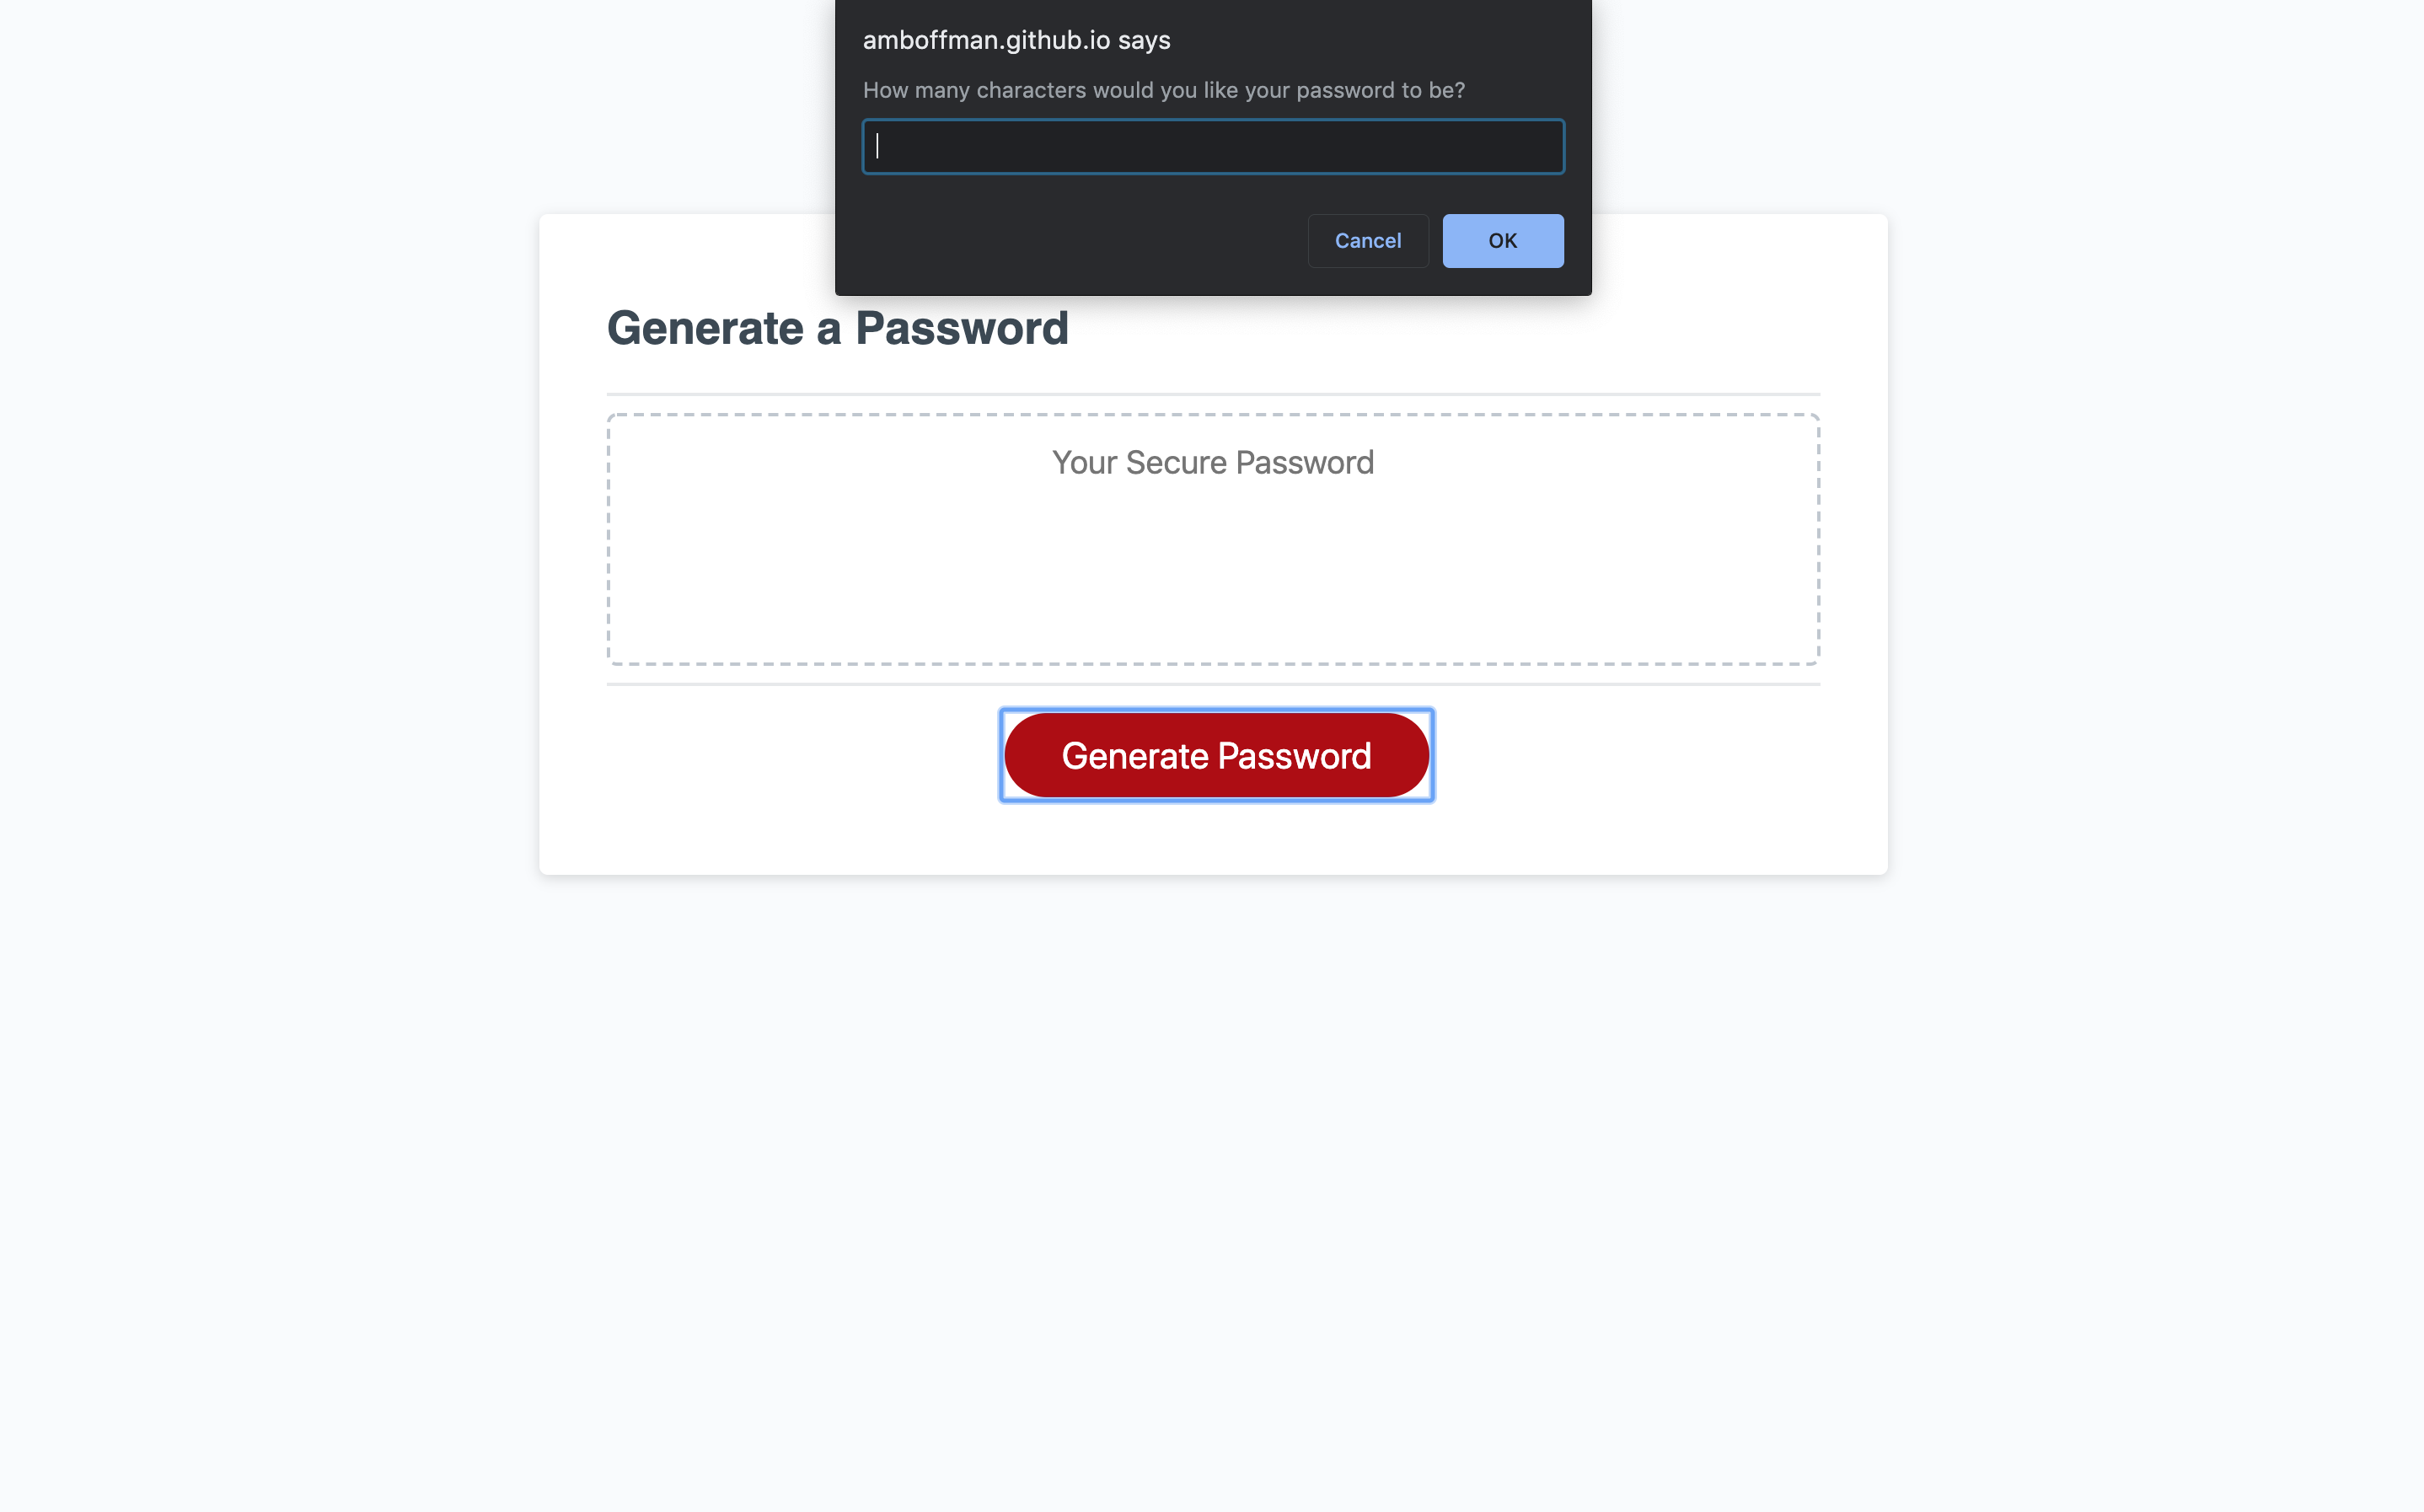 amboffman.github.io says
How many characters would you like your password to be?
Cancel OK
Generate a Password
Your Secure Password
Generate Password